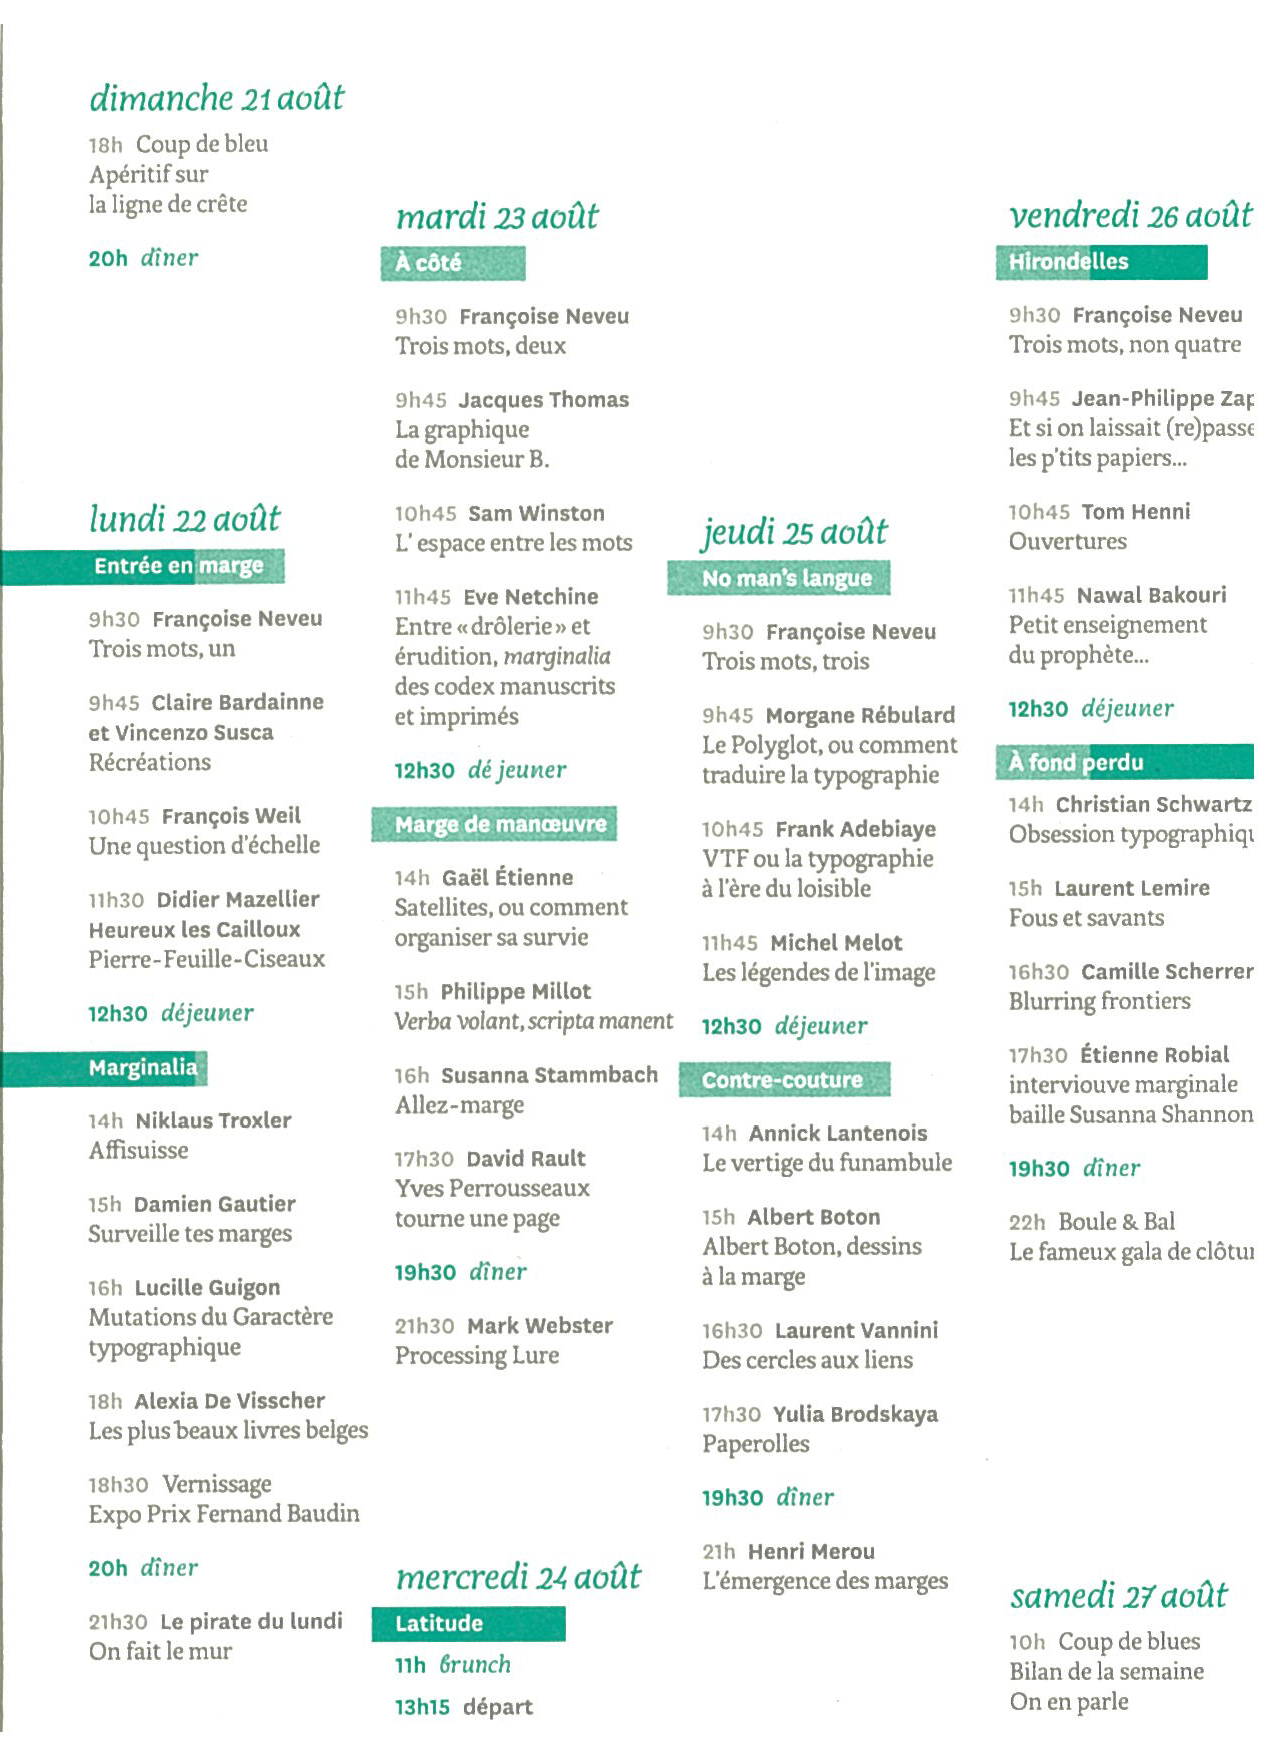 dimanche 21 août
18h Coup de bleu
Apéritif sur
la ligne de crête
20h dîner
lundi 22 août
Entrée en marge
9h30 Françoise Neveu
Trois mots, un
9h45 Claire Bardainne
et Vincenzo Susca
Récréations
10h45 François Weil
Une question d'échelle
11h30 Didier Mazellier
Heureux les Cailloux
Pierre-Feuille-Ciseaux
12h30 déjeuner
Marginalia
14h Niklaus Troxler
Affisuisse
15h Damien Gautier
Surveille tes marges
16h Lucille Guigon
Mutations du Garactère
typographique
18h Alexia De Visscher
Les plus beaux livres belges
18h30 Vernissage
Expo Prix Fernand Baudin
20h dîner
21h30 Le pirate du lundi
On fait le mur
mardi 23 août
À côté
9h30 Françoise Neveu
Trois mots, deux
9h45 Jacques Thomas
La graphique
de Monsieur B.
10h45 Sam Winston
L' espace entre les mots
11h45 Eve Netchine
Entre «drôlerie» et
érudition, marginalia
des codex manuscrits
et imprimés
12h30 déjeuner
Marge de manœuvre
14h Gaël Étienne
Satellites, ou comment
organiser sa survie
15h Philippe Millot
Verba volant, scripta manent
16h Susanna Stammbach
Allez-marge
17h30 David Rault
Yves Perrousseaux
tourne une page
19h30 dîner
21h30 Mark Webster
Processing Lure
mercredi 24 août
Latitude
11h brunch
13h15 départ
jeudi 25 août
No man's langue
9h30 Françoise Neveu
Trois mots, trois
9h45 Morgane Rébulard
Le Polyglot, ou comment
traduire la typographie
10h45 Frank Adebiaye
VTF ou la typographie
à l'ère du loisible
11h45 Michel Melot
Les légendes de l'image
12h30 déjeuner
Contre-couture
14h Annick Lantenois
Le vertige du funambule
15h Albert Boton
Albert Boton, dessins
à la marge
16h30 Laurent Vannini
Des cercles aux liens
17h30 Yulia Brodskaya
Paperolles
19h30 dîner
21h Henri Merou
L'émergence des marges
vendredi 26 août
Hirondelles
9h30 Françoise Neveu
Trois mots, non quatre
9h45 Jean-Philippe Zap
Et si on laissait (re)passe
les p'tits papiers...
10h45 Tom Henni
Ouvertures
11h45 Nawal Bakouri
Petit enseignement
du prophète...
12h30 déjeuner
À fond perdu
14h Christian Schwartz
Obsession typographiqu
15h Laurent Lemire
Fous et savants
16h30 Camille Scherrer
Blurring frontiers
17h30 Étienne Robial
interviouve marginale
baille Susanna Shannon
19h30 dîner
22h Boule & Bal
Le fameux gala de clôtu
samedi 27 août
10h Coup de blues
Bilan de la semaine
On en parle